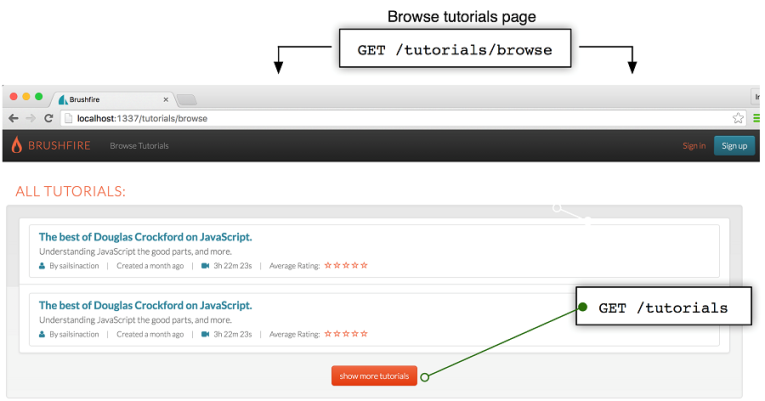 Browse tutorials page
GET /tutorials/browse
Brushfire
localhost:1337/tutorials/browse
BRUSHFIRE Browse Tutorials Sign in Sign up
ALL TUTORIALS:
The best of Douglas Crockford on JavaScript.
Understanding JavaScript the good parts, and more.
By sailsinaction | Created a month ago | 3h 22m 23s | Average Rating:
The best of Douglas Crockford on JavaScript.
Understanding JavaScript the good parts, and more.
By sailsinaction | Created a month ago | 3h 22m 23s | Average Rating:
GET /tutorials
show more tutorials